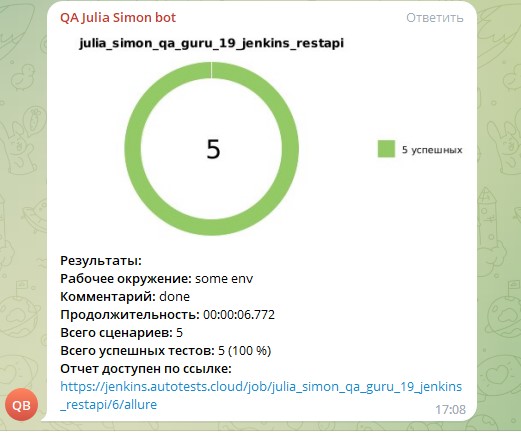 QA Julia Simon bot
Ответить
julia_simon_qa_guru_19_jenkins_restapi
5
5 успешных
Результаты:
Рабочее окружение: some env
Комментарий: done
Продолжительность: 00:00:06.772
Всего сценариев: 5
Всего успешных тестов: 5 (100 %)
Отчет доступен по ссылке:
https://jenkins.autotests.cloud/job/julia_simon_qa_guru_19_jenkins
_restapi/6/allure
QB
17:08